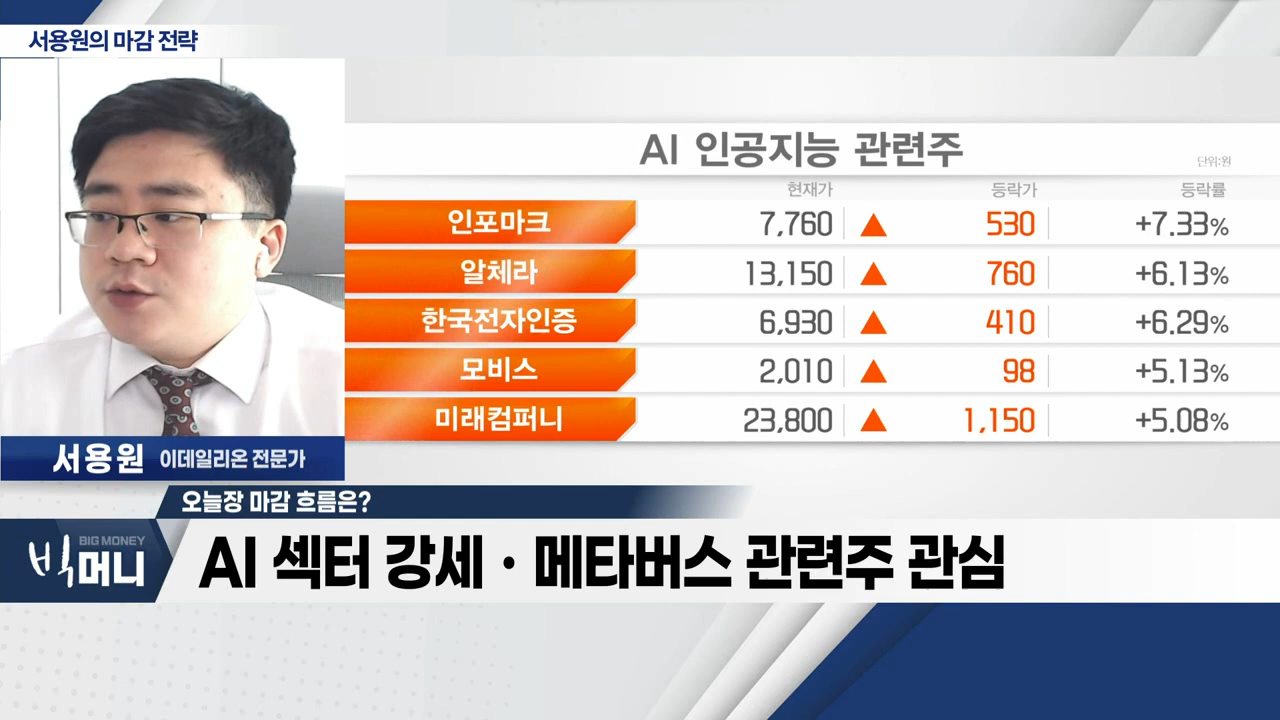 서용원의 마감 전략
AI 인공지능 관련주
단위:원
현재가 등락가 등락률
인포마크 7,760 ▲ 530 +7.33%
알체라 13,150 ▲ 760 +6.13%
한국전자인증 6,930 ▲ 410 +6.29%
모비스 2,010 ▲ 98 +5.13%
미래컴퍼니 23,800 ▲ 1,150 +5.08%
서용원 이데일리온 전문가
오늘장 마감 흐름은?
BIG MONEY
빅머니
AI 섹터 강세·메타버스 관련주 관심